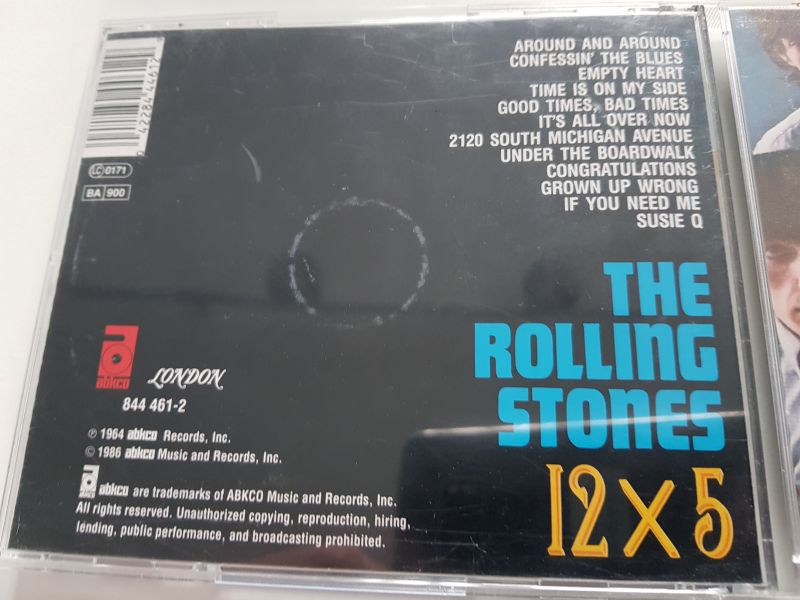 0 42284 44612
LC 0171
BA 900
AROUND AND AROUND
CONFESSIN' THE BLUES
EMPTY HEART
TIME IS ON MY SIDE
GOOD TIMES, BAD TIMES
IT'S ALL OVER NOW
2120 SOUTH MICHIGAN AVENUE
UNDER THE BOARDWALK
CONGRATULATIONS
GROWN UP WRONG
IF YOU NEED ME
SUSIE Q
THE
ROLLING
STONES
12 X 5
abkco
LONDON
844 461-2
℗ 1964 abkco Records, Inc.
© 1986 abkco Music and Records, Inc.
abkco are trademarks of ABKCO Music and Records, Inc.
All rights reserved. Unauthorized copying, reproduction, hiring,
lending, public performance, and broadcasting prohibited.